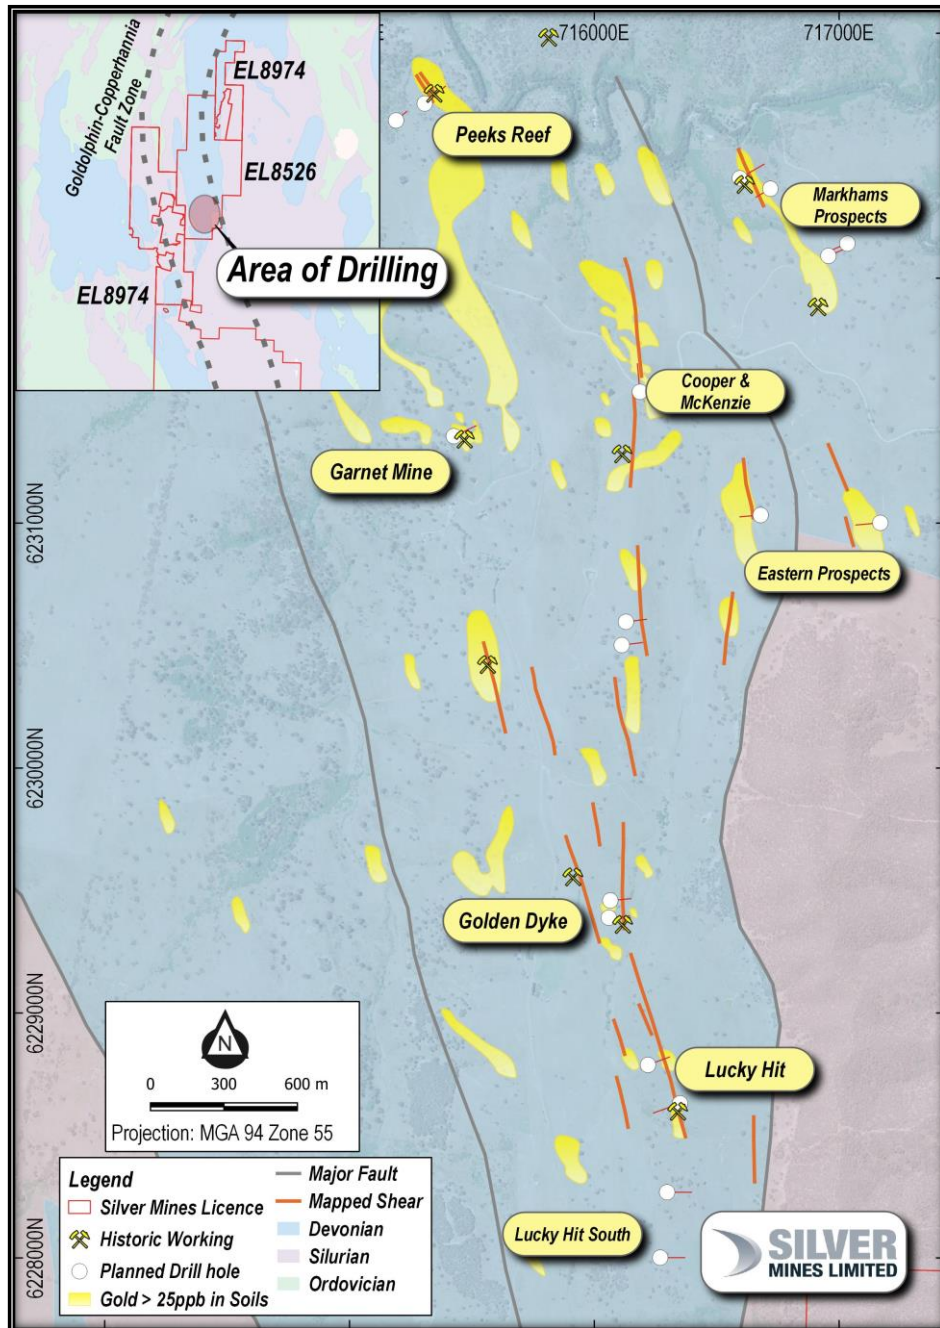 716000E
717000E
Goldolphin-Copperhannia
Fault Zone
EL8974
EL8526
Area of Drilling
EL8974
Peeks Reef
Markhams
Prospects
Cooper &
McKenzie
Garnet Mine
6231000N
Eastern Prospects
6230000N
Golden Dyke
6229000N
Lucky Hit
N
0 300 600 m
Projection: MGA 94 Zone 55
Legend
Silver Mines Licence
Historic Working
Planned Drill hole
Gold > 25ppb in Soils
Major Fault
Mapped Shear
Devonian
Silurian
Ordovician
Lucky Hit South
6228000N
SILVER
MINES LIMITED